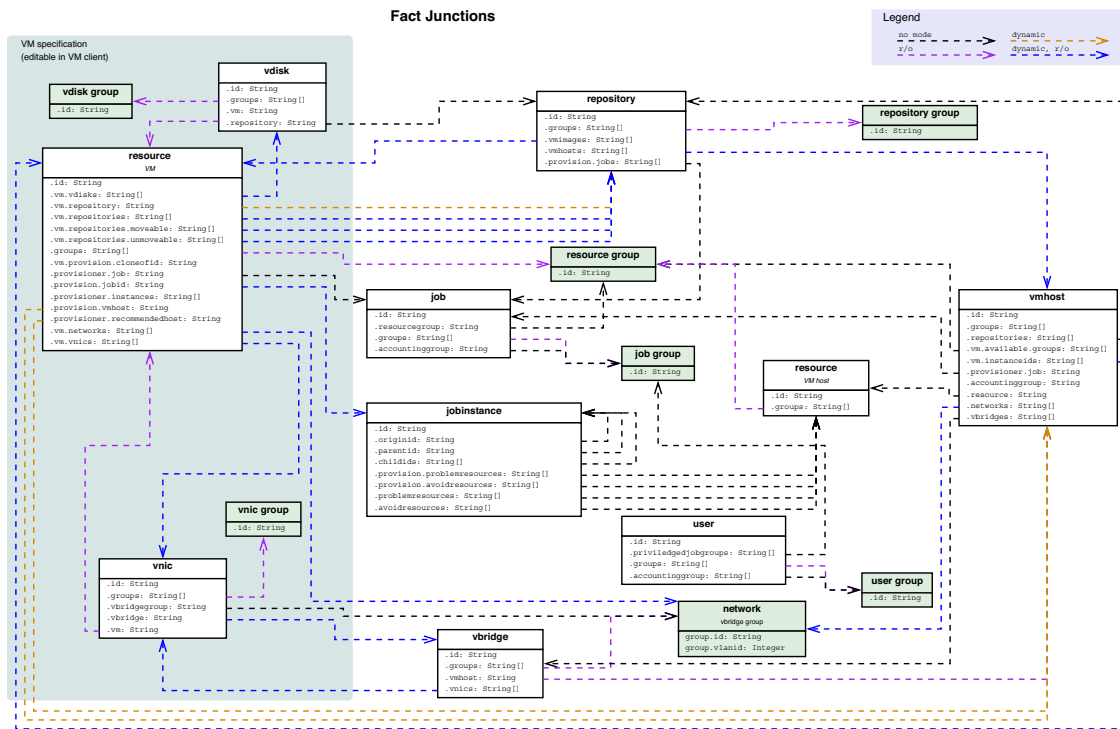 Fact Junctions
Legend
no mode
dynamic
r/o
dynamic, r/o
VM specification
(editable in VM client)
vdisk
.id: String
.groups: String[]
.vm: String
.repository: String
vdisk group
.id: String
repository
.id: String
.groups: String[]
.vmimages: String[]
.vmhosts: String[]
.provision.jobs: String[]
repository group
.id: String
resource
VM
.id: String
.vm.vdisks: String[]
.vm.repository: String
.vm.repositories: String[]
.vm.repositories.moveable: String[]
.vm.repositories.unmoveable: String[]
.groups: String[]
.vm.provision.cloneofid: String
.provisioner.job: String
.provision.jobid: String
.provisioner.instances: String[]
.provision.vmhost: String
.provisioner.recommendedhost: String
.vm.networks: String[]
.vm.vnics: String[]
resource group
.id: String
job
.id: String
.resourcegroup: String
.groups: String[]
.accountinggroup: String
job group
.id: String
resource
VM host
.id: String
.groups: String[]
vmhost
.id: String
.groups: String[]
.repositories: String[]
.vm.available.groups: String[]
.vm.instanceids: String[]
.provisioner.job: String
.accountinggroup: String
.resource: String
.networks: String[]
.vbridges: String[]
jobinstance
.id: String
.originid: String
.parentid: String
.childids: String[]
.provision.problemresources: String[]
.provision.avoidresources: String[]
.problemresources: String[]
.avoidresources: String[]
vnic group
.id: String
user
.id: String
.priviledgedjobgroups: String[]
.groups: String[]
.accountinggroup: String
user group
.id: String
vnic
.id: String
.groups: String[]
.vbridgegroup: String
.vbridge: String
.vm: String
network
vbridge group
group.id: String
group.vlanid: Integer
vbridge
.id: String
.groups: String[]
.vmhost: String
.vnics: String[]